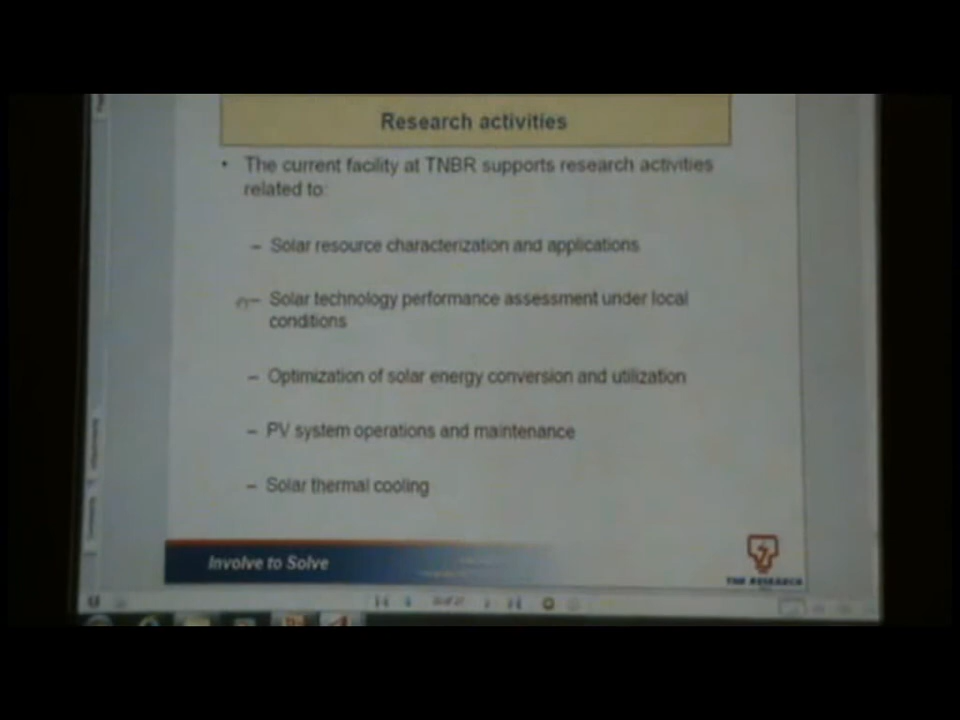 Research activities
• The current facility at TNBR supports research activities
related to:
– Solar resource characterization and applications
– Solar technology performance assessment under local
conditions
– Optimization of solar energy conversion and utilization
– PV system operations and maintenance
– Solar thermal cooling
Involve to Solve
TNB RESEARCH